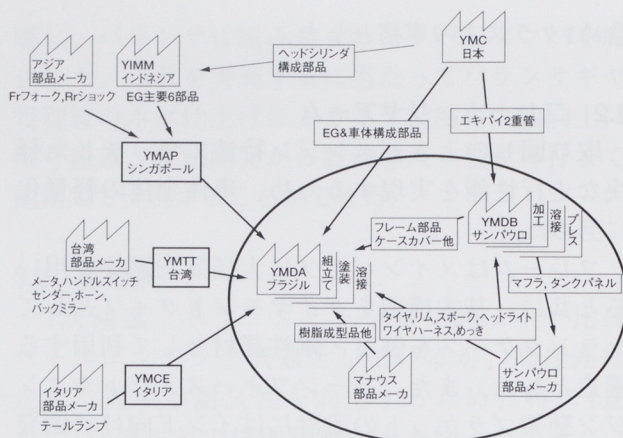 アジア
部品メーカ
Frフォーク,Rrショック
YIMM
インドネシア
EG主要6部品
ヘッドシリンダ
構成部品
YMC
日本
EG&車体構成部品
エキパイ2重管
YMAP
シンガポール
台湾
部品メーカ
メータ,ハンドルスイッチ
センダー,ホーン,
バックミラー
YMTT
台湾
YMDA
ブラジル
組立て
塗装
溶接
フレーム部品
ケースカバー他
YMDB
サンパウロ
加工
溶接
プレス
マフラ,タンクパネル
タイヤ,リム,スポーク,ヘッドライト
ワイヤハーネス,めっき
樹脂成型品他
マナウス
部品メーカ
サンパウロ
部品メーカ
イタリア
部品メーカ
テールランプ
YMCE
イタリア